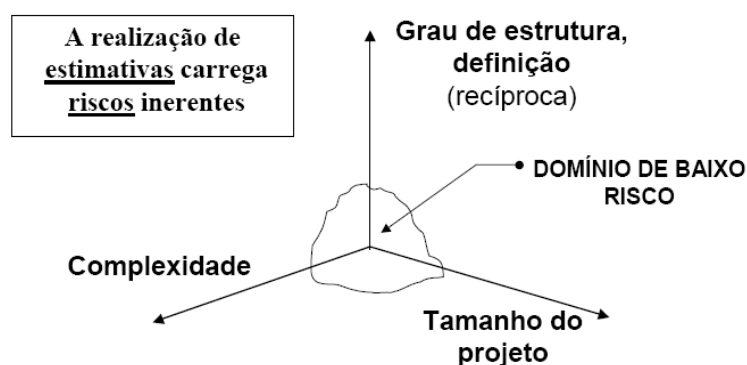 A realização de
estimativas carrega
riscos inerentes
Grau de estrutura,
definição
(recíproca)
DOMÍNIO DE BAIXO
RISCO
Complexidade
Tamanho do
projeto